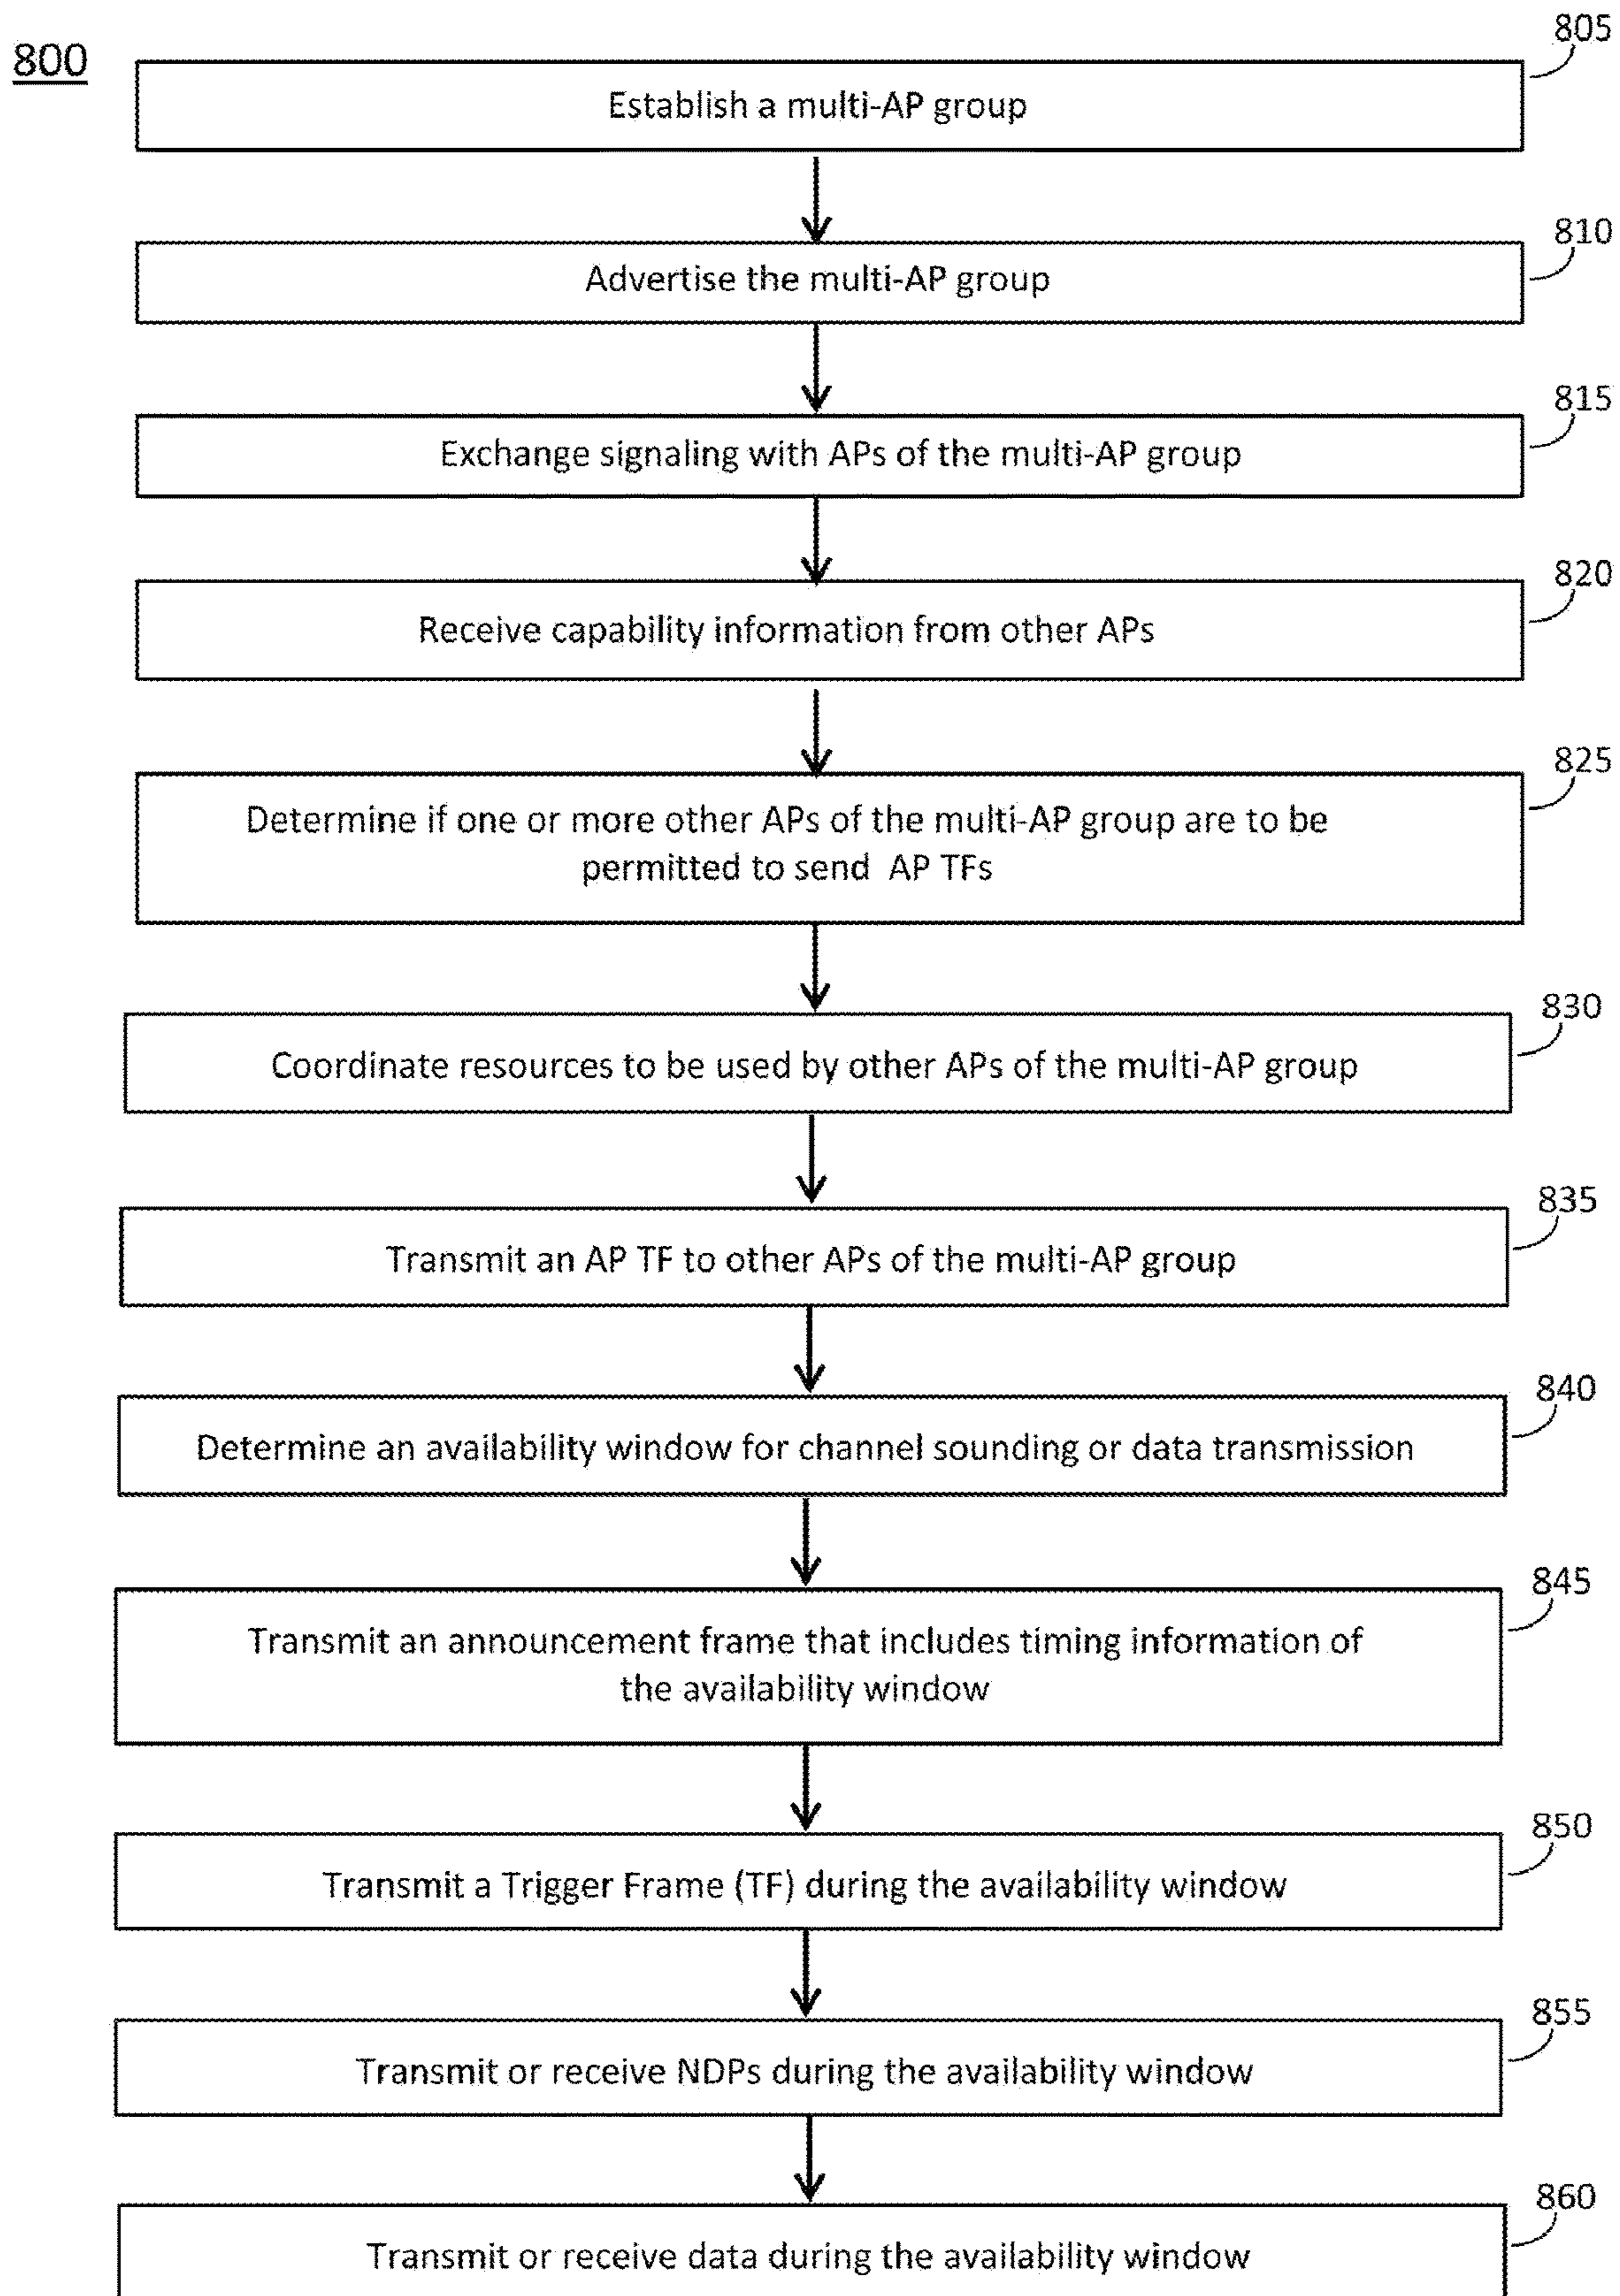 800
805
Establish a multi-AP group
810
Advertise the multi-AP group
815
Exchange signaling with APs of the multi-AP group
820
Receive capability information from other APs
825
Determine if one or more other APs of the multi-AP group are to be
permitted to send AP TFs
830
Coordinate resources to be used by other APs of the multi-AP group
835
Transmit an AP TF to other APs of the multi-AP group
840
Determine an availability window for channel sounding or data transmission
845
Transmit an announcement frame that includes timing information of
the availability window
850
Transmit a Trigger Frame (TF) during the availability window
855
Transmit or receive NDPs during the availability window
860
Transmit or receive data during the availability window